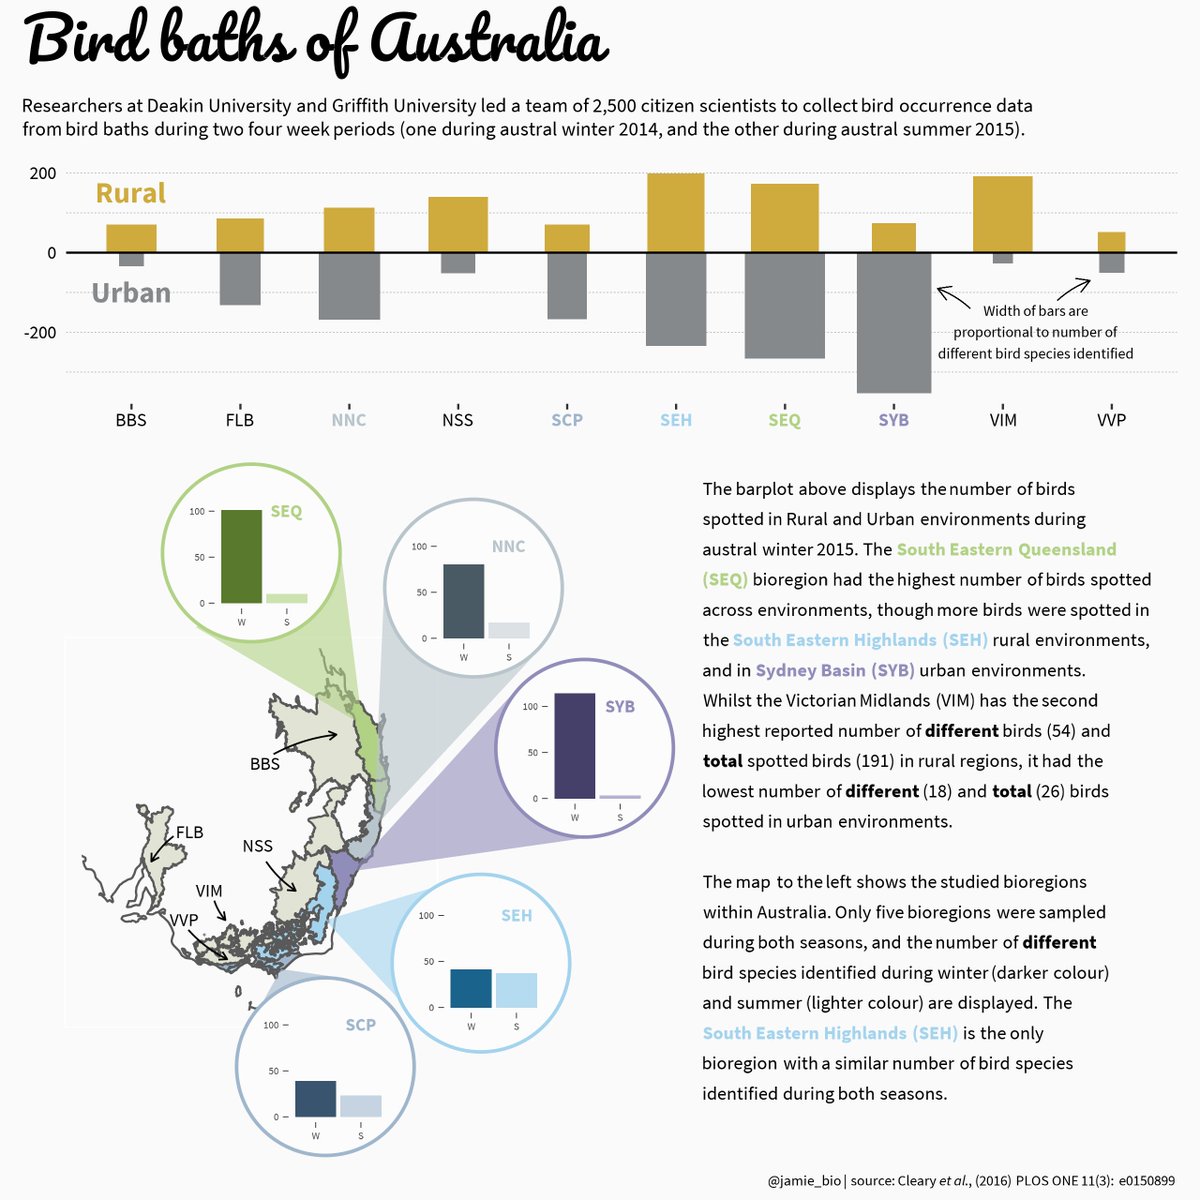 Bird baths of Australia
Researchers at Deakin University and Griffith University led a team of 2,500 citizen scientists to collect bird occurrence data
from bird baths during two four week periods (one during austral winter 2014, and the other during austral summer 2015).
200
Rural
0
Urban
-200
Width of bars are
proportional to number of
different bird species identified
BBS FLB NNC NSS SCP SEH SEQ SYB VIM VVP
SEQ
100
50
0
W S
NNC
100
50
0
W S
SYB
100
50
0
W S
BBS
FLB
NSS
VIM
VVP
SEH
100
50
0
W S
SCP
100
50
0
W S
The barplot above displays the number of birds
spotted in Rural and Urban environments during
austral winter 2015. The South Eastern Queensland
(SEQ) bioregion had the highest number of birds spotted
across environments, though more birds were spotted in
the South Eastern Highlands (SEH) rural environments,
and in Sydney Basin (SYB) urban environments.
Whilst the Victorian Midlands (VIM) has the second
highest reported number of different birds (54) and
total spotted birds (191) in rural regions, it had the
lowest number of different (18) and total (26) birds
spotted in urban environments.
The map to the left shows the studied bioregions
within Australia. Only five bioregions were sampled
during both seasons, and the number of different
bird species identified during winter (darker colour)
and summer (lighter colour) are displayed. The
South Eastern Highlands (SEH) is the only
bioregion with a similar number of bird species
identified during both seasons.
@jamie_bio | source: Cleary et al., (2016) PLOS ONE 11(3): e0150899